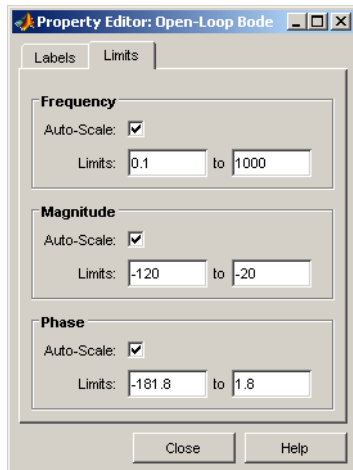 Property Editor: Open-Loop Bode
Labels Limits
Frequency
Auto-Scale:
Limits: 0.1 to 1000
Magnitude
Auto-Scale:
Limits: -120 to -20
Phase
Auto-Scale:
Limits: -181.8 to 1.8
Close Help